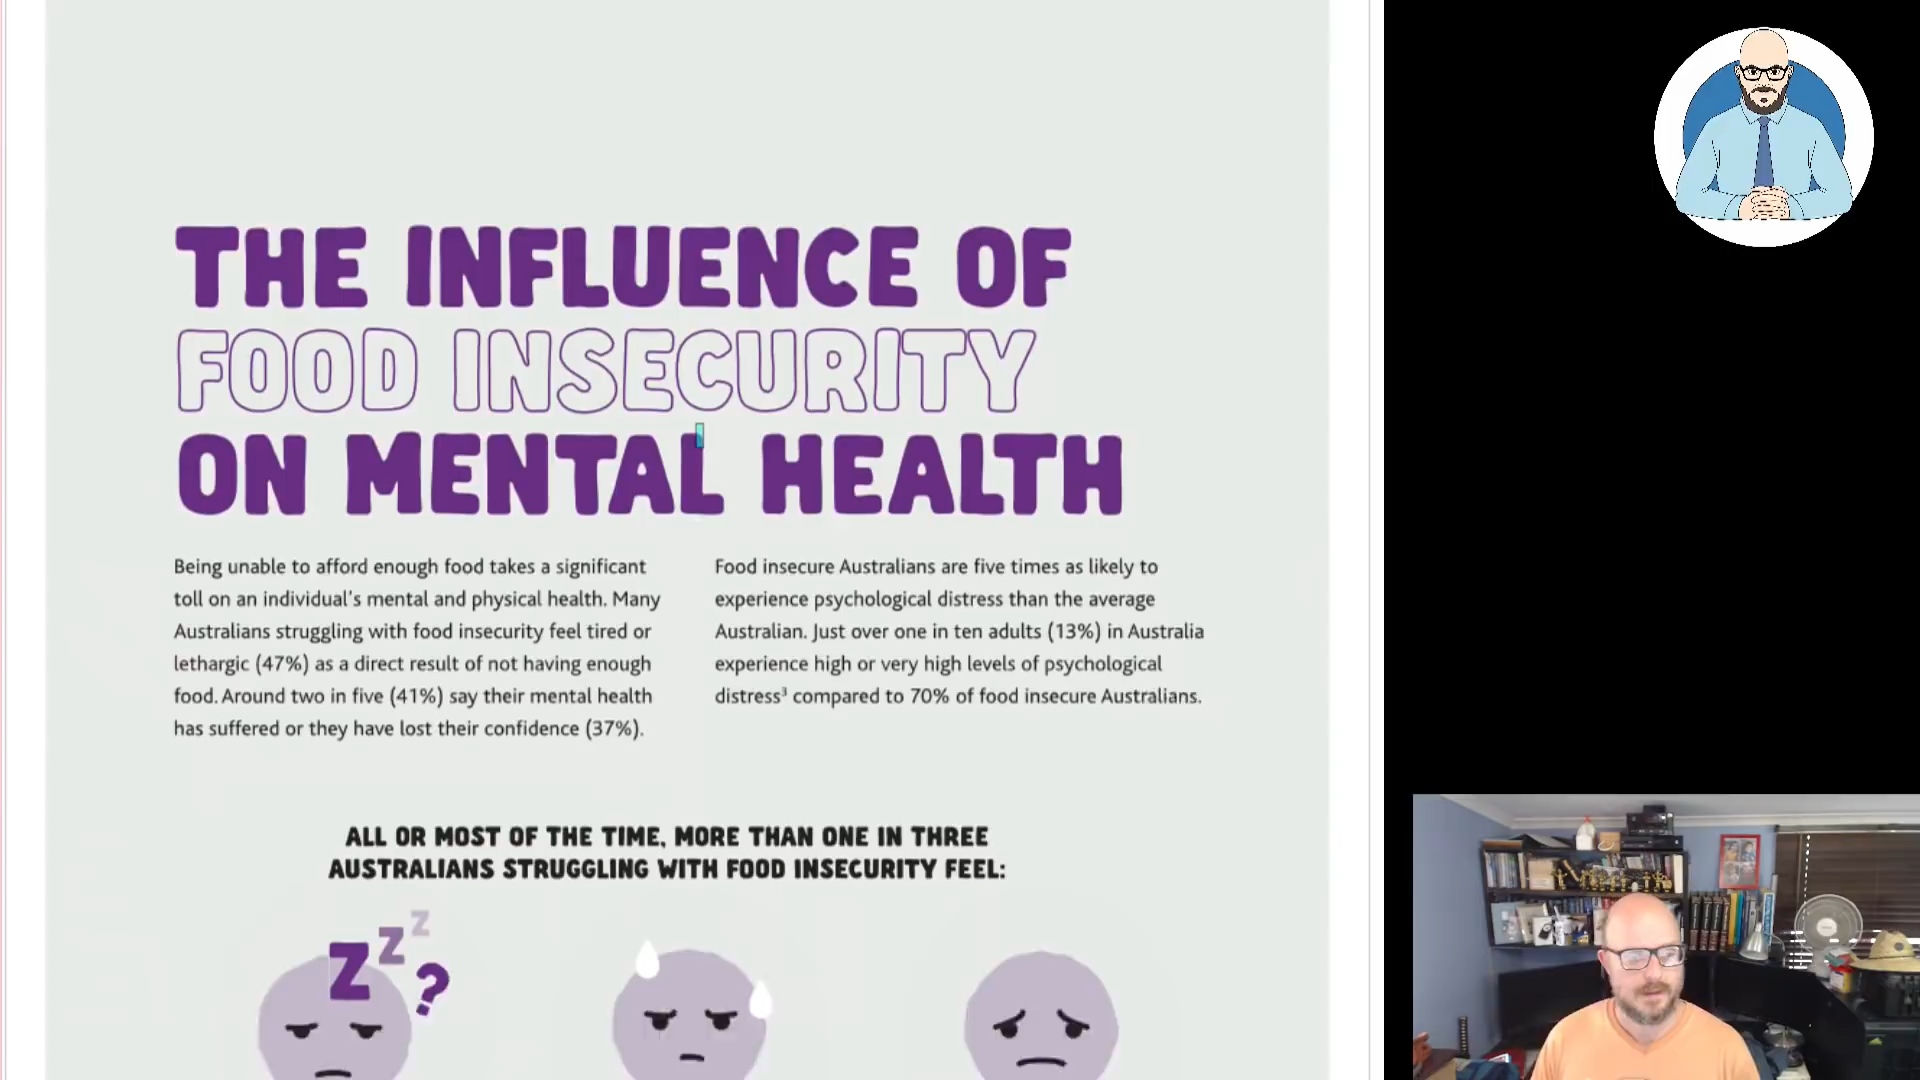 THE INFLUENCE OF
FOOD INSECURITY
ON MENTAL HEALTH
Being unable to afford enough food takes a significant
toll on an individual's mental and physical health. Many
Australians struggling with food insecurity feel tired or
lethargic (47%) as a direct result of not having enough
food. Around two in five (41%) say their mental health
has suffered or they have lost their confidence (37%).
Food insecure Australians are five times as likely to
experience psychological distress than the average
Australian. Just over one in ten adults (13%) in Australia
experience high or very high levels of psychological
distress³ compared to 70% of food insecure Australians.
ALL OR MOST OF THE TIME, MORE THAN ONE IN THREE
AUSTRALIANS STRUGGLING WITH FOOD INSECURITY FEEL:
Z Z Z ?